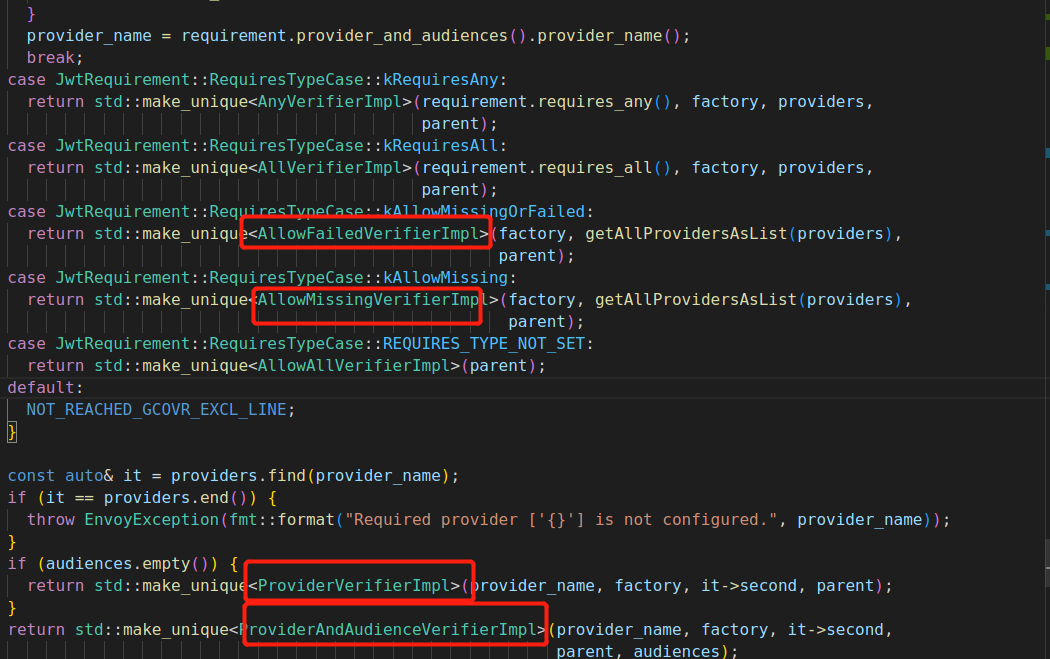 }
provider_name = requirement.provider_and_audiences().provider_name();
break;
case JwtRequirement::RequiresTypeCase::kRequiresAny:
return std::make_unique<AnyVerifierImpl>(requirement.requires_any(), factory, providers,
parent);
case JwtRequirement::RequiresTypeCase::kRequiresAll:
return std::make_unique<AllVerifierImpl>(requirement.requires_all(), factory, providers,
parent);
case JwtRequirement::RequiresTypeCase::kAllowMissingOrFailed:
return std::make_unique<AllowFailedVerifierImpl>(factory, getAllProvidersAsList(providers),
parent);
case JwtRequirement::RequiresTypeCase::kAllowMissing:
return std::make_unique<AllowMissingVerifierImpl>(factory, getAllProvidersAsList(providers),
parent);
case JwtRequirement::RequiresTypeCase::REQUIRES_TYPE_NOT_SET:
return std::make_unique<AllowAllVerifierImpl>(parent);
default:
NOT_REACHED_GCOVR_EXCL_LINE;
}
const auto& it = providers.find(provider_name);
if (it == providers.end()) {
throw EnvoyException(fmt::format("Required provider ['{}'] is not configured.", provider_name));
}
if (audiences.empty()) {
return std::make_unique<ProviderVerifierImpl>(provider_name, factory, it->second, parent);
}
return std::make_unique<ProviderAndAudienceVerifierImpl>(provider_name, factory, it->second,
parent, audiences);